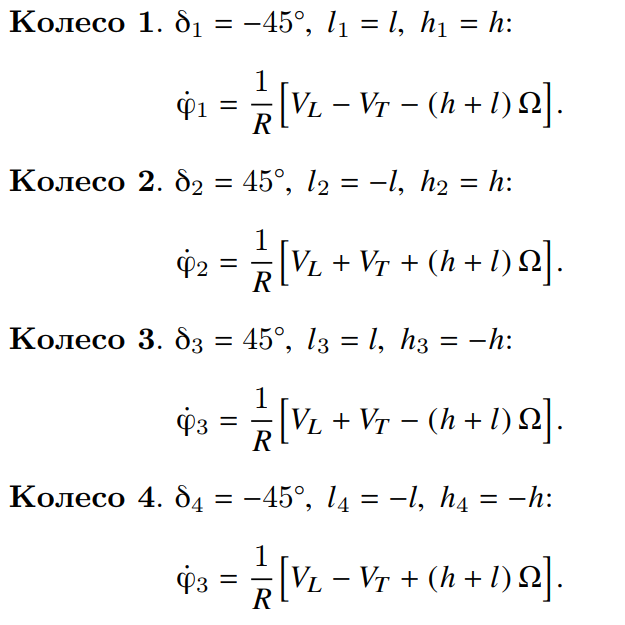 Колесо 1. δ₁ = −45°, l₁ = l, h₁ = h:
φ̇₁ = 1/R [V_L − V_T − (h + l) Ω].
Колесо 2. δ₂ = 45°, l₂ = −l, h₂ = h:
φ̇₂ = 1/R [V_L + V_T + (h + l) Ω].
Колесо 3. δ₃ = 45°, l₃ = l, h₃ = −h:
φ̇₃ = 1/R [V_L + V_T − (h + l) Ω].
Колесо 4. δ₄ = −45°, l₄ = −l, h₄ = −h:
φ̇₃ = 1/R [V_L − V_T + (h + l) Ω].